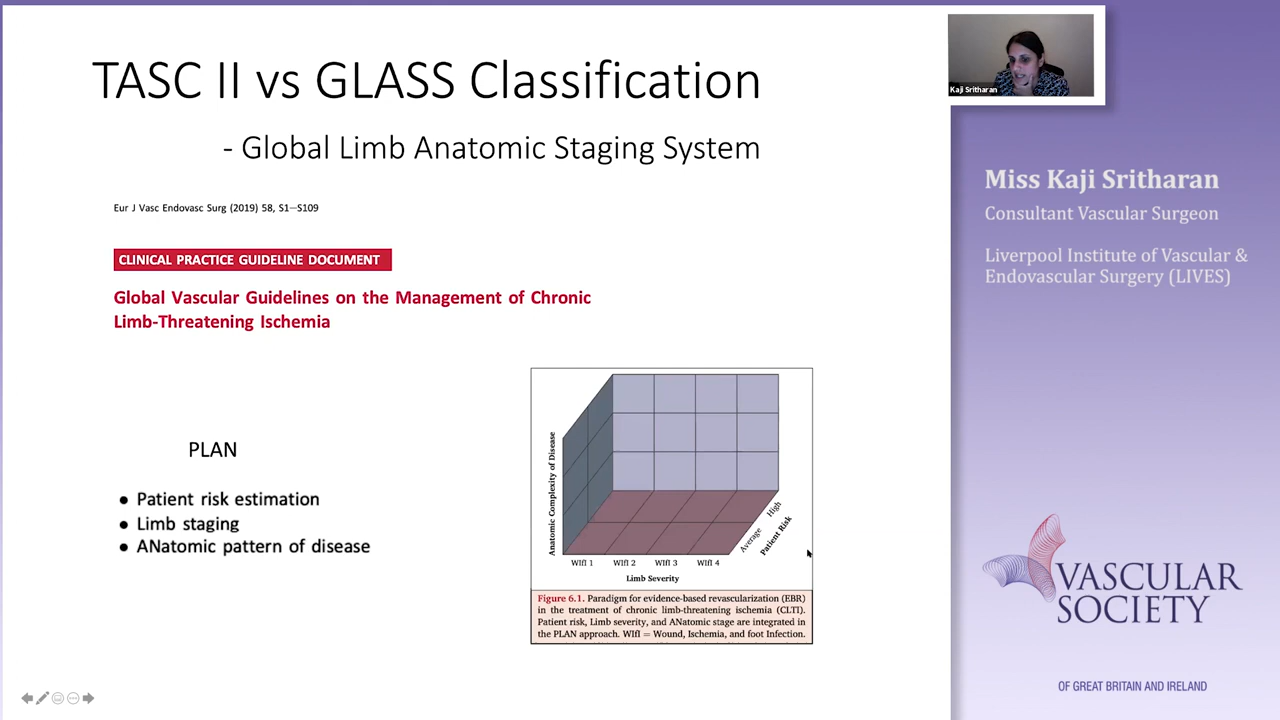 TASC II vs GLASS Classification
- Global Limb Anatomic Staging System
Eur J Vasc Endovasc Surg (2019) 58, S1–S109
CLINICAL PRACTICE GUIDELINE DOCUMENT
Global Vascular Guidelines on the Management of Chronic
Limb-Threatening Ischemia
PLAN
● Patient risk estimation
● Limb staging
● ANatomic pattern of disease
Anatomic Complexity of Disease
WIfI 1 WIfI 2 WIfI 3 WIfI 4
Limb Severity
Average High
Patient Risk
Figure 6.1. Paradigm for evidence-based revascularization (EBR)
in the treatment of chronic limb-threatening ischemia (CLTI).
Patient risk, Limb severity, and ANatomic stage are integrated in
the PLAN approach. WIfI = Wound, Ischemia, and foot Infection.
Kaji Sritharan
Miss Kaji Sritharan
Consultant Vascular Surgeon
Liverpool Institute of Vascular &
Endovascular Surgery (LIVES)
VASCULAR
SOCIETY
OF GREAT BRITAIN AND IRELAND